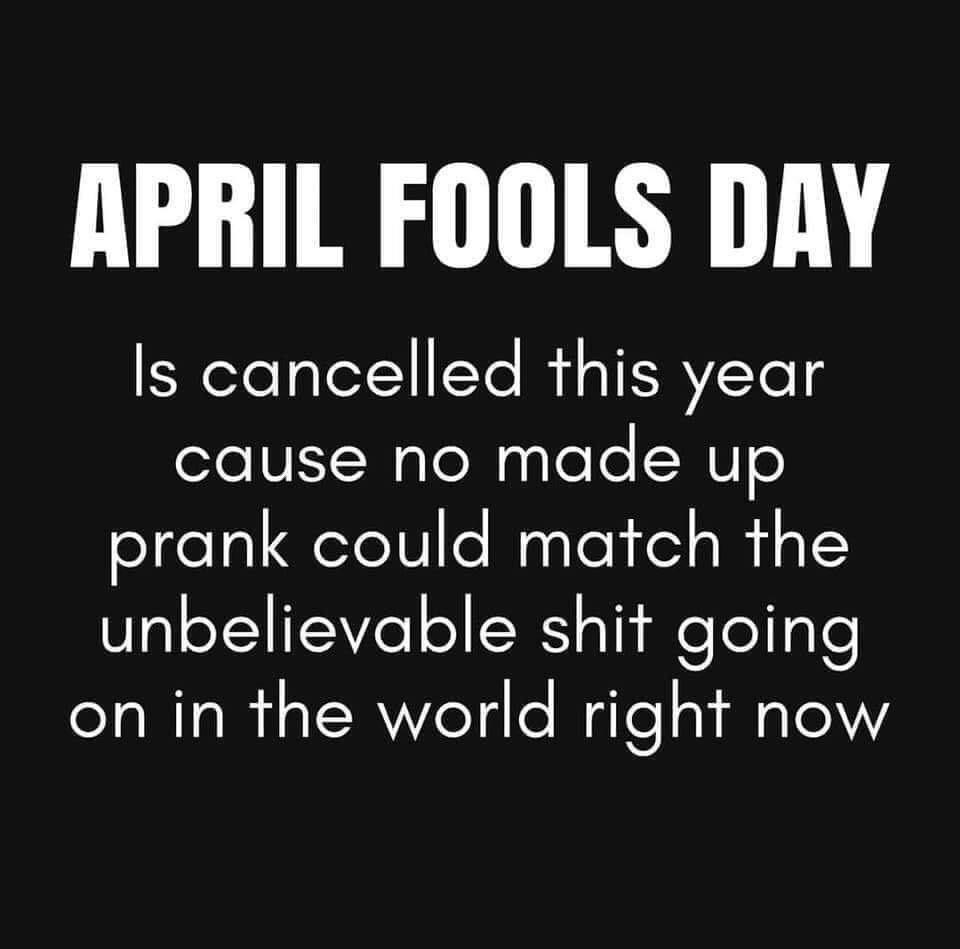 APRIL FOOLS DAY
Is cancelled this year
cause no made up
prank could match the
unbelievable shit going
on in the world right now